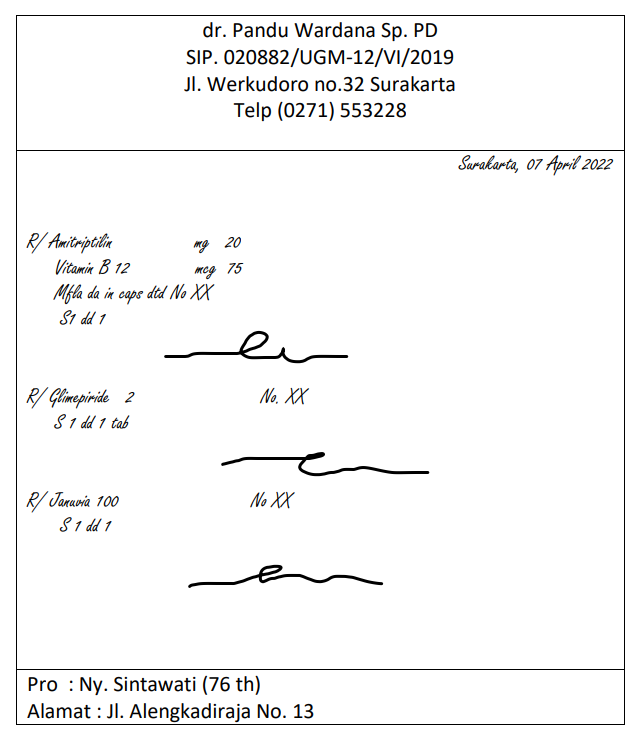 dr. Pandu Wardana Sp. PD
SIP. 020882/UGM-12/VI/2019
Jl. Werkudoro no.32 Surakarta
Telp (0271) 553228
Surakarta, 07 April 2022
R/ Amitriptilin mg 20
Vitamin B 12 mcg 75
Mfla da in caps dtd No XX
S1 dd 1
R/ Glimepiride 2 No. XX
S 1 dd 1 tab
R/ Januvia 100 No XX
S 1 dd 1
Pro : Ny. Sintawati (76 th)
Alamat : Jl. Alengkadiraja No. 13